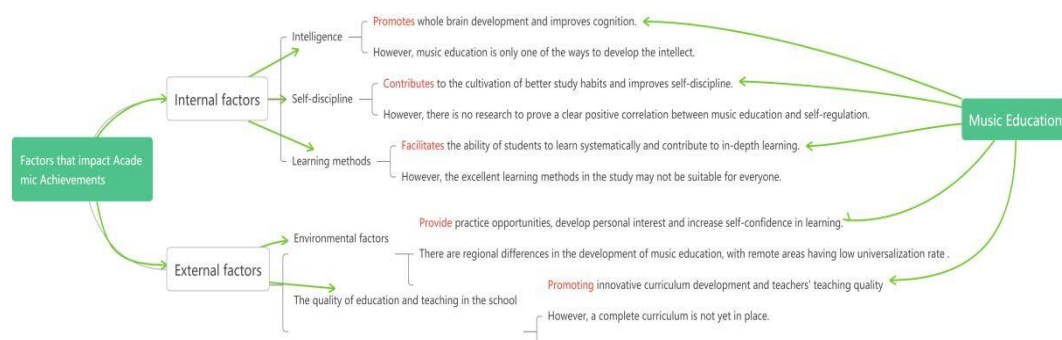 Promotes whole brain development and improves cognition.
Intelligence
However, music education is only one of the ways to develop the intellect.
Contributes to the cultivation of better study habits and improves self-discipline.
Internal factors
Self-discipline
However, there is no research to prove a clear positive correlation between music education and self-regulation.
Music Education
Facilitates the ability of students to learn systematically and contribute to in-depth learning.
Factors that impact Acade
mic Achievements
Learning methods
However, the excellent learning methods in the study may not be suitable for everyone.
Provide practice opportunities, develop personal interest and increase self-confidence in learning.
Environmental factors
There are regional differences in the development of music education, with remote areas having low universalization rate .
External factors
Promoting innovative curriculum development and teachers' teaching quality
The quality of education and teaching in the school
However, a complete curriculum is not yet in place.